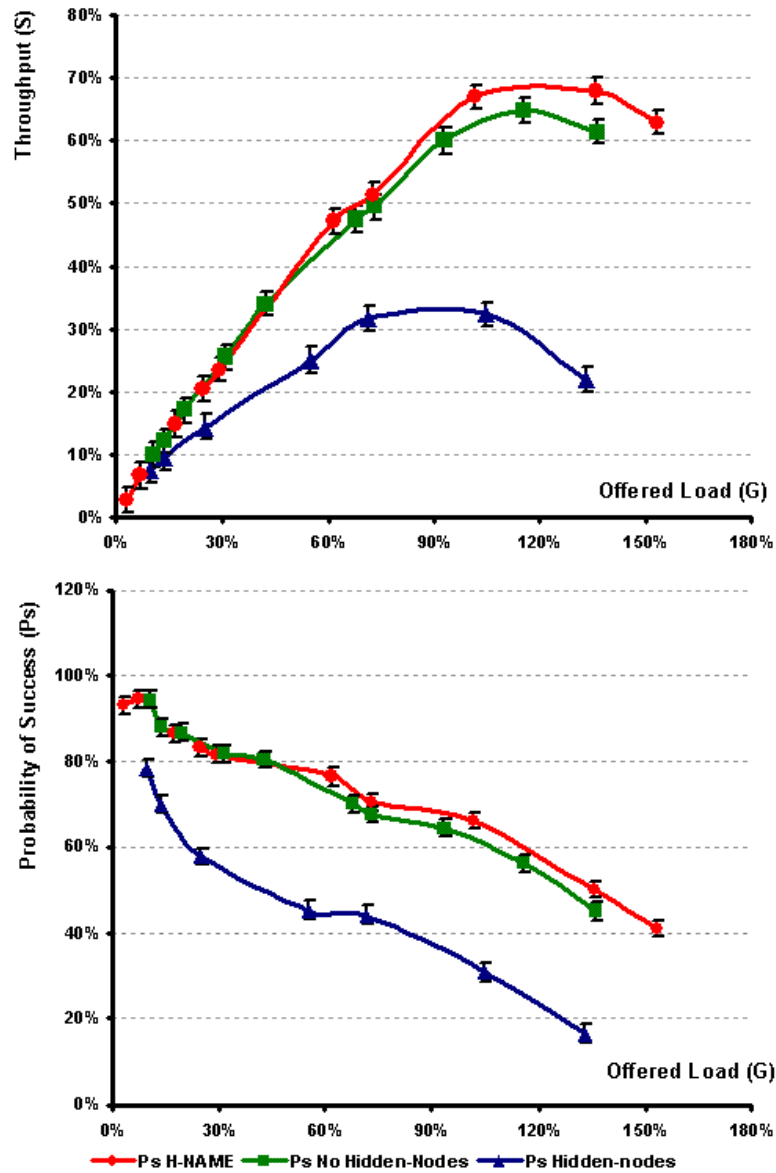 Throughput (S)
80%
70%
60%
50%
40%
30%
20%
10%
0%
Offered Load (G)
0% 30% 60% 90% 120% 150% 180%
Probability of Success (Ps)
120%
100%
80%
60%
40%
20%
0%
Offered Load (G)
0% 30% 60% 90% 120% 150% 180%
Ps H-NAME Ps No Hidden-Nodes Ps Hidden-nodes